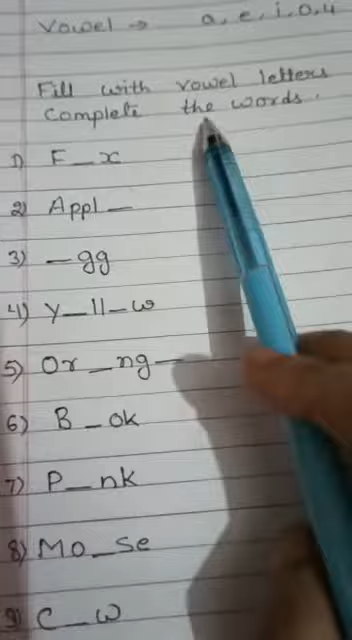 Vowel → a, e, i, o, u
Fill with vowel letters
Complete the words.
1) F_x
2) Appl_
3) _gg
4) Y_ll_w
5) Or_ng_
6) B_ok
7) P_nk
8) Mo_se
9) C_w